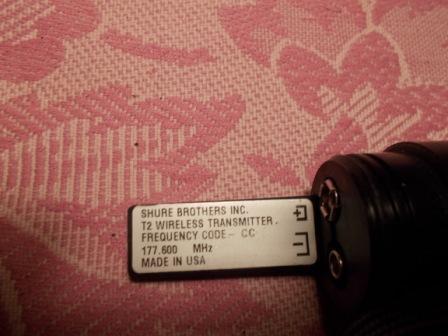 SHURE BROTHERS INC.
T2 WIRELESS TRANSMITTER.
FREQUENCY CODE- CC
177.600 MHz
MADE IN USA
+
-